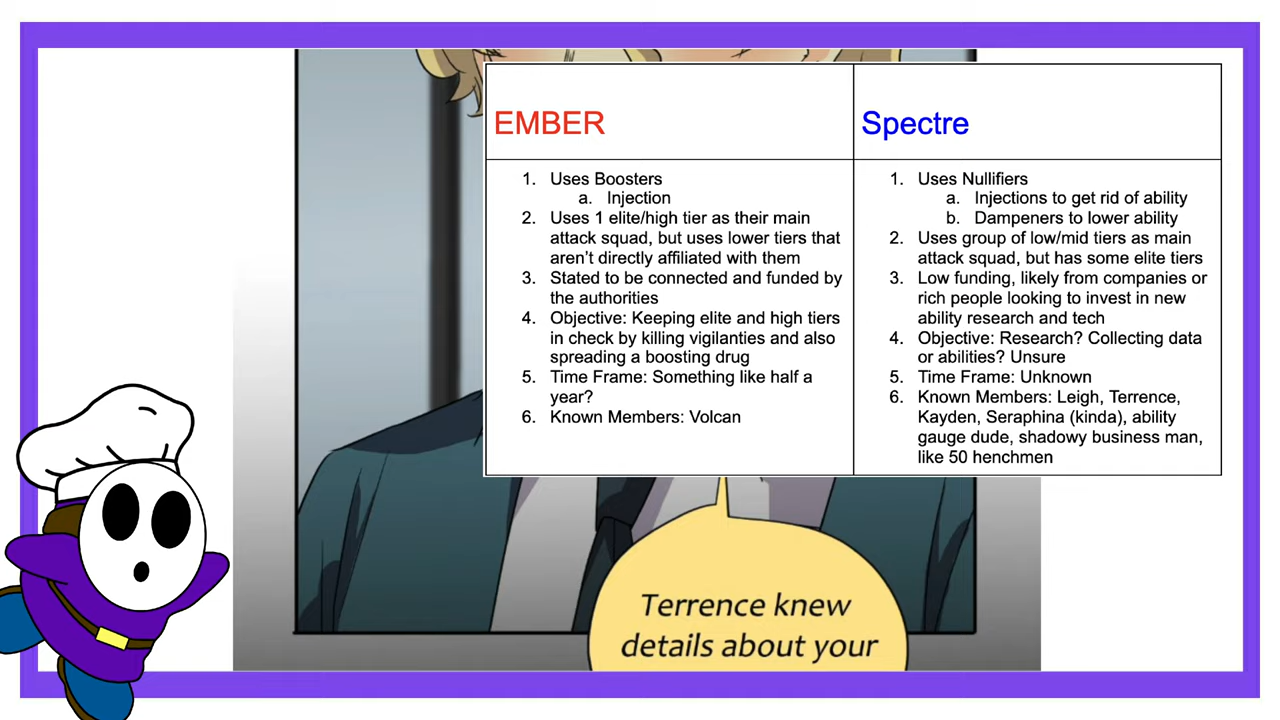 EMBER
1. Uses Boosters
a. Injection
2. Uses 1 elite/high tier as their main
attack squad, but uses lower tiers that
aren't directly affiliated with them
3. Stated to be connected and funded by
the authorities
4. Objective: Keeping elite and high tiers
in check by killing vigilanties and also
spreading a boosting drug
5. Time Frame: Something like half a
year?
6. Known Members: Volcan
Spectre
1. Uses Nullifiers
a. Injections to get rid of ability
b. Dampeners to lower ability
2. Uses group of low/mid tiers as main
attack squad, but has some elite tiers
3. Low funding, likely from companies or
rich people looking to invest in new
ability research and tech
4. Objective: Research? Collecting data
or abilities? Unsure
5. Time Frame: Unknown
6. Known Members: Leigh, Terrence,
Kayden, Seraphina (kinda), ability
gauge dude, shadowy business man,
like 50 henchmen
Terrence knew
details about your